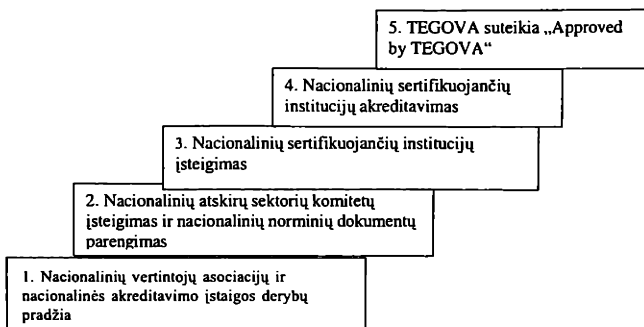 5. TEGOVA suteikia „Approved
by TEGOVA“
4. Nacionalinių sertifikuojančių
institucijų akreditavimas
3. Nacionalinių sertifikuojančių institucijų
įsteigimas
2. Nacionalinių atskirų sektorių komitetų
įsteigimas ir nacionalinių norminių dokumentų
parengimas
1. Nacionalinių vertintojų asociacijų ir
nacionalinės akreditavimo įstaigos derybų
pradžia